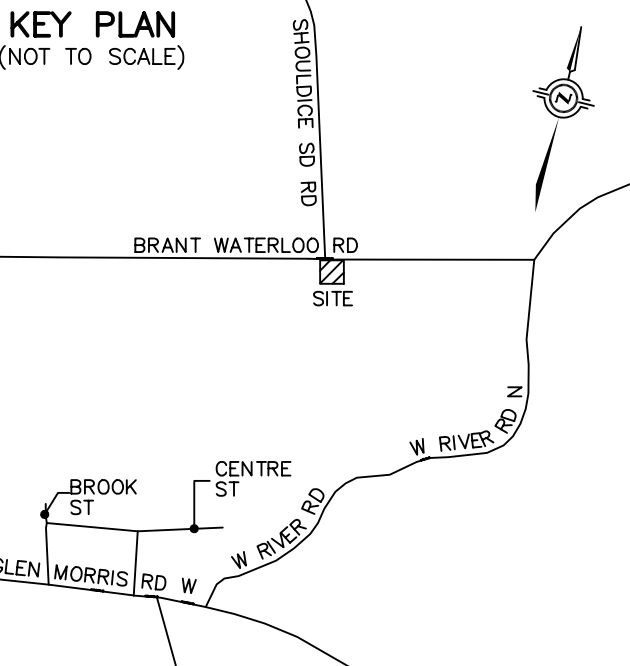 KEY PLAN
(NOT TO SCALE)
SHOULDICE SD RD
N
BRANT WATERLOO RD
SITE
W RIVER RD N
CENTRE
ST
BROOK
ST
W RIVER RD
GLEN MORRIS RD W